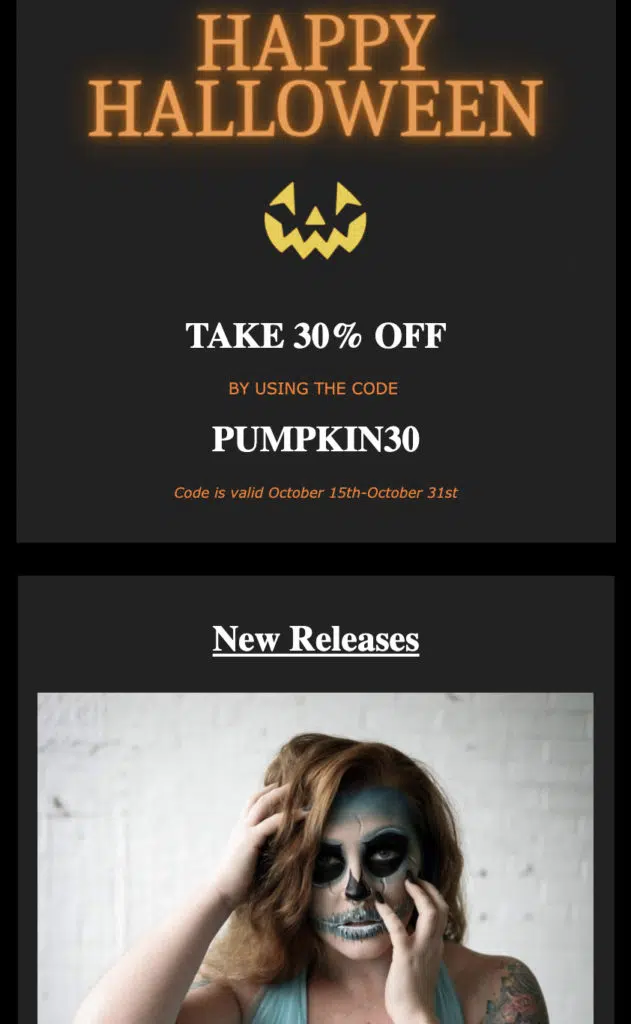 HAPPY
HALLOWEEN
TAKE 30% OFF
BY USING THE CODE
PUMPKIN30
Code is valid October 15th-October 31st
New Releases